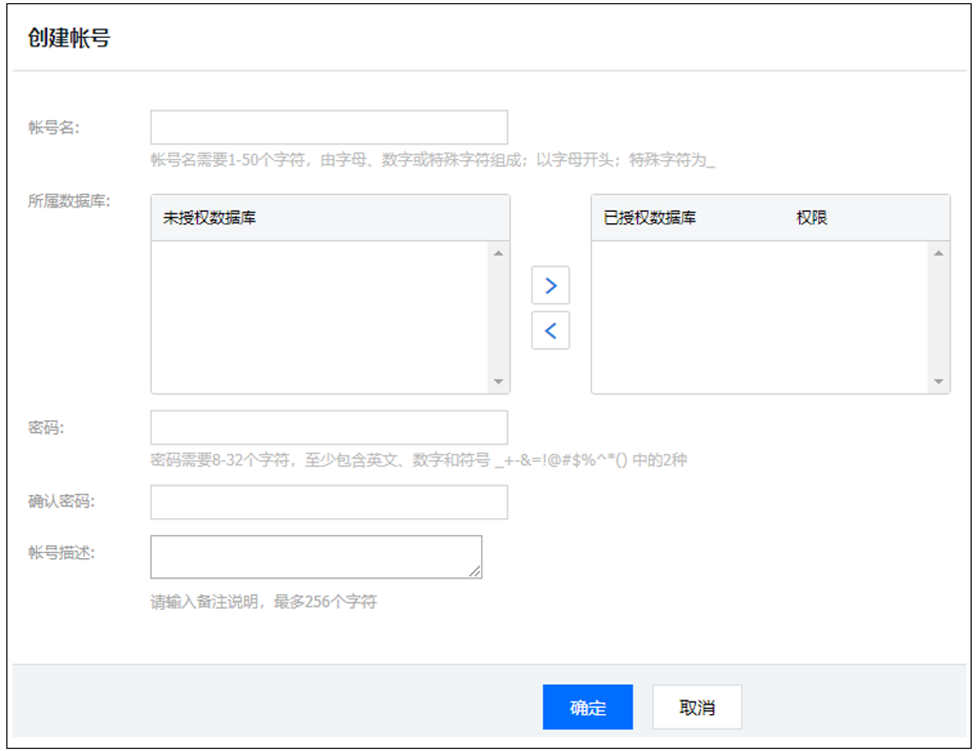 创建帐号
帐号名:
帐号名需要1-50个字符，由字母、数字或特殊字符组成；以字母开头；特殊字符为_
所属数据库:
未授权数据库
已授权数据库 权限
密码:
密码需要8-32个字符，至少包含英文、数字和符号 _+-&=!@#$%^*() 中的2种
确认密码:
帐号描述:
请输入备注说明，最多256个字符
确定 取消